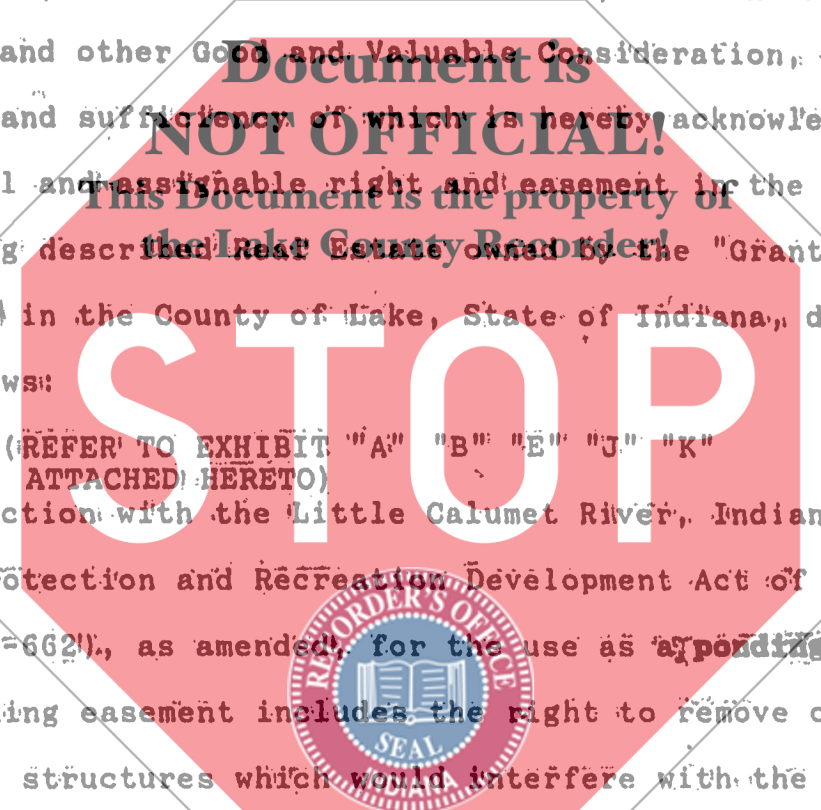 and other Good and Valuable Consideration,
Document is
and sufficiency of which is hereby acknowle
NOT OFFICIAL!
l and assignable right and easement in the
This Document is the property of
g described Real Estate owned by the "Grant
the Lake County Recorder!
in the County of Lake, State of Indiana, d
STOP
ws:
(REFER TO EXHIBIT "A" "B" "E" "J" "K"
ATTACHED HERETO)
ction with the Little Calumet River, Indian
otection and Recreation Development Act of
662), as amended, for the use as a ponding
ing easement includes the right to remove
structures which would interfere with the
RECORDER'S OFFICE
SEAL
INDIANA